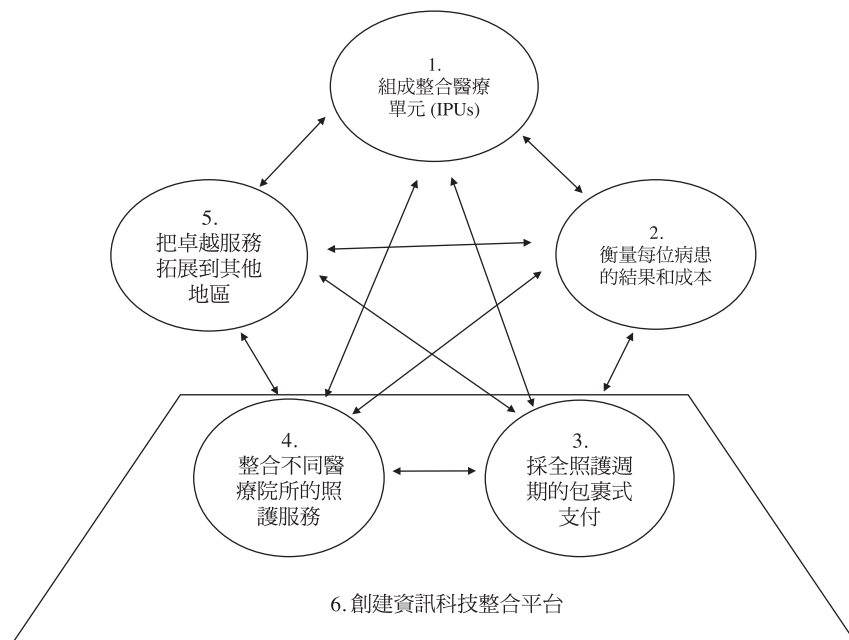 1.
組成整合醫療
單元 (IPUs)
2.
衡量每位病患
的結果和成本
3.
採全照護週
期的包裹式
支付
4.
整合不同醫
療院所的照
護服務
5.
把卓越服務
拓展到其他
地區
6. 創建資訊科技整合平台